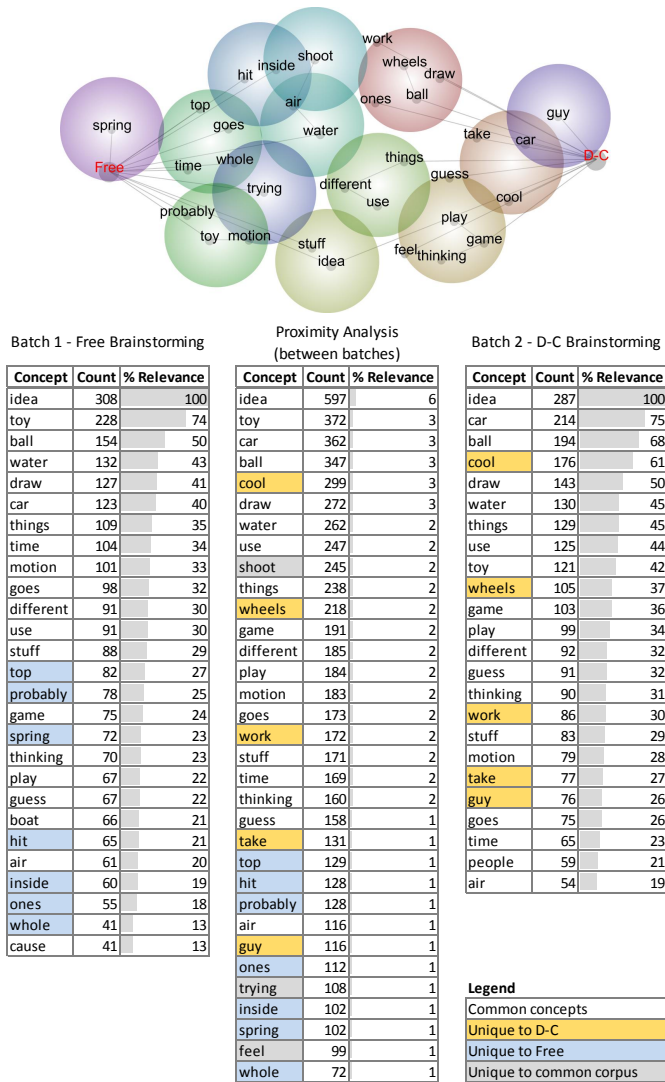 work
shoot
inside
wheels
hit
draw
air
ones
ball
top
guy
spring
goes
water
take
car
Free
time
whole
things
D-C
trying
different
guess
probably
use
cool
play
toy
motion
stuff
game
idea
feel
thinking
Batch 1 - Free Brainstorming
Concept Count % Relevance
idea 308 100
toy 228 74
ball 154 50
water 132 43
draw 127 41
car 123 40
things 109 35
time 104 34
motion 101 33
goes 98 32
different 91 30
use 91 30
stuff 88 29
top 82 27
probably 78 25
game 75 24
spring 72 23
thinking 70 23
play 67 22
guess 67 22
boat 66 21
hit 65 21
air 61 20
inside 60 19
ones 55 18
whole 41 13
cause 41 13
Proximity Analysis
(between batches)
Concept Count % Relevance
idea 597 6
toy 372 3
car 362 3
ball 347 3
cool 299 3
draw 272 3
water 262 2
use 247 2
shoot 245 2
things 238 2
wheels 218 2
game 191 2
different 185 2
play 184 2
motion 183 2
goes 173 2
work 172 2
stuff 171 2
time 169 2
thinking 160 2
guess 158 1
take 131 1
top 129 1
hit 128 1
probably 128 1
air 116 1
guy 116 1
ones 112 1
trying 108 1
inside 102 1
spring 102 1
feel 99 1
whole 72 1
Batch 2 - D-C Brainstorming
Concept Count % Relevance
idea 287 100
car 214 75
ball 194 68
cool 176 61
draw 143 50
water 130 45
things 129 45
use 125 44
toy 121 42
wheels 105 37
game 103 36
play 99 34
different 92 32
guess 91 32
thinking 90 31
work 86 30
stuff 83 29
motion 79 28
take 77 27
guy 76 26
goes 75 26
time 65 23
people 59 21
air 54 19
Legend
Common concepts
Unique to D-C
Unique to Free
Unique to common corpus